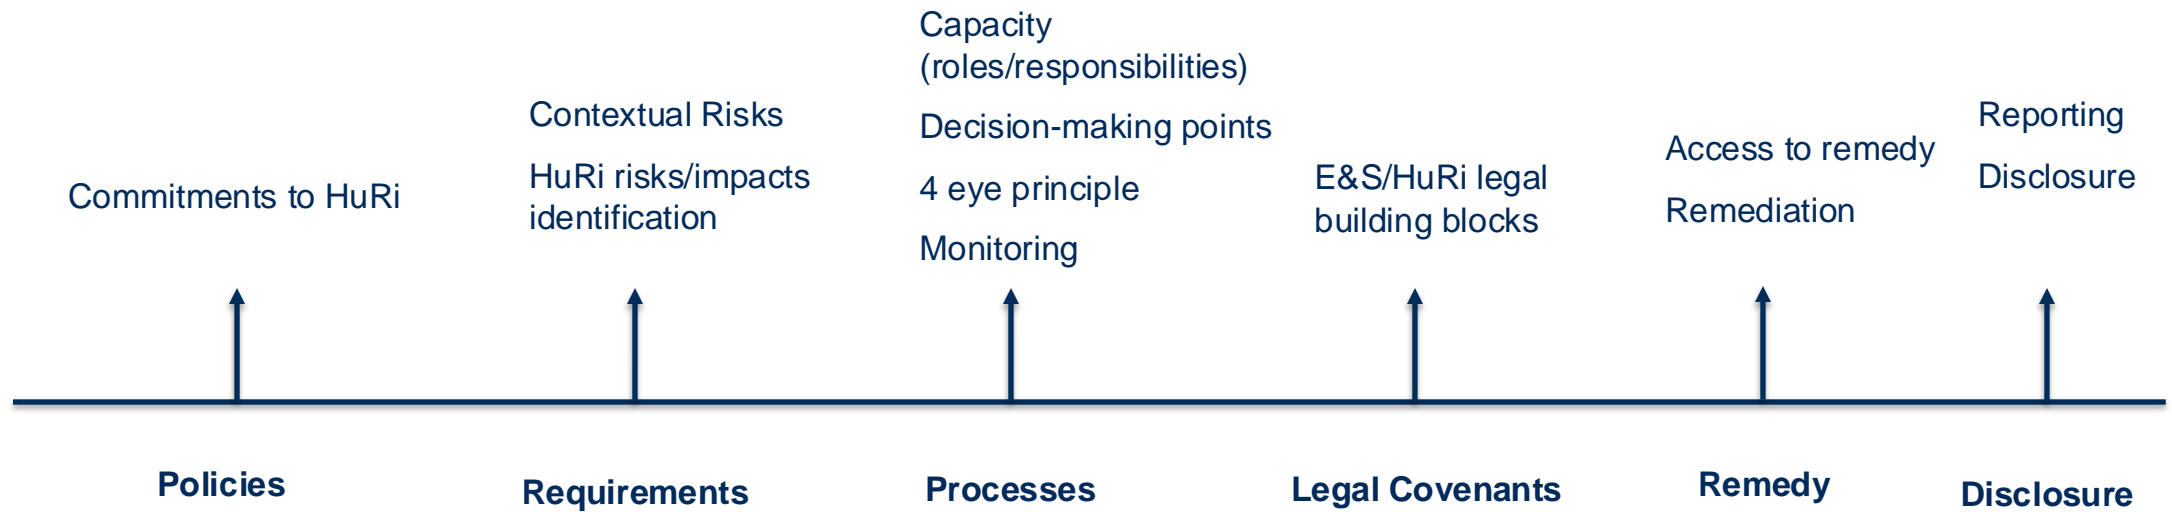 Commitments to HuRi
Contextual Risks
HuRi risks/impacts
identification
Capacity
(roles/responsibilities)
Decision-making points
4 eye principle
Monitoring
E&S/HuRi legal
building blocks
Access to remedy
Remediation
Reporting
Disclosure
Policies
Requirements
Processes
Legal Covenants
Remedy
Disclosure